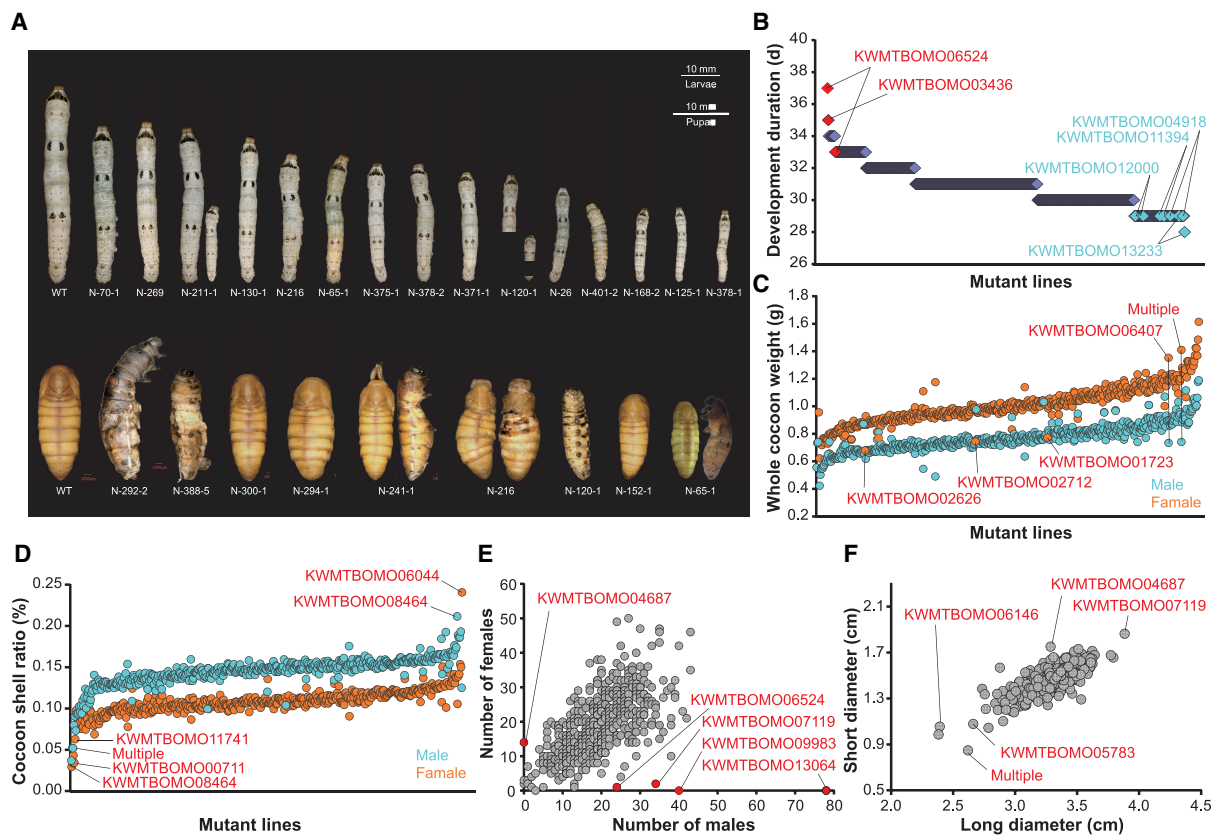 A
10 mm
Larvae
10 m
Pupa
WT
N-70-1
N-269
N-211-1
N-130-1
N-216
N-65-1
N-375-1
N-378-2
N-371-1
N-120-1
N-26
N-401-2
N-168-2
N-125-1
N-378-1
WT
N-292-2
N-388-5
N-300-1
N-294-1
N-241-1
N-216
N-120-1
N-152-1
N-65-1
B
Development duration (d)
40
38
36
34
32
30
28
26
KWMTBOMO06524
KWMTBOMO03436
KWMTBOMO04918
KWMTBOMO11394
KWMTBOMO12000
KWMTBOMO13233
Mutant lines
C
Whole cocoon weight (g)
1.8
1.6
1.4
1.2
1.0
0.8
0.6
0.4
0.2
Multiple
KWMTBOMO06407
KWMTBOMO01723
KWMTBOMO02712
KWMTBOMO02626
Male
Famale
Mutant lines
D
Cocoon shell ratio (%)
0.25
0.20
0.15
0.10
0.05
0.00
KWMTBOMO06044
KWMTBOMO08464
KWMTBOMO11741
Multiple
KWMTBOMO00711
KWMTBOMO08464
Male
Famale
Mutant lines
E
Number of females
60
50
40
30
20
10
0
KWMTBOMO04687
KWMTBOMO06524
KWMTBOMO07119
KWMTBOMO09983
KWMTBOMO13064
0 10 20 30 40 50 60 70 80
Number of males
F
Short diameter (cm)
2.1
1.8
1.5
1.2
0.9
0.6
KWMTBOMO04687
KWMTBOMO07119
KWMTBOMO06146
KWMTBOMO05783
Multiple
2.0 2.5 3.0 3.5 4.0 4.5
Long diameter (cm)